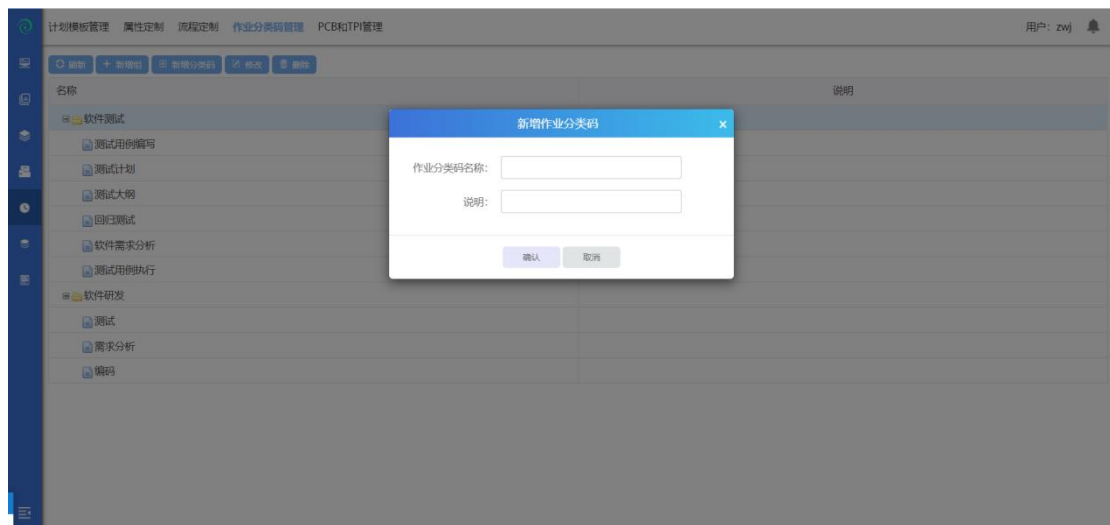 计划模板管理 属性定制 流程定制 作业分类码管理 PCB和TPI管理 用户: zwj
刷新 + 新增组 新增分类码 修改 删除
名称 说明
软件测试
测试用例编写
测试计划
测试大纲
回归测试
软件需求分析
测试用例执行
软件研发
测试
需求分析
编码
新增作业分类码 ×
作业分类码名称:
说明:
确认 取消